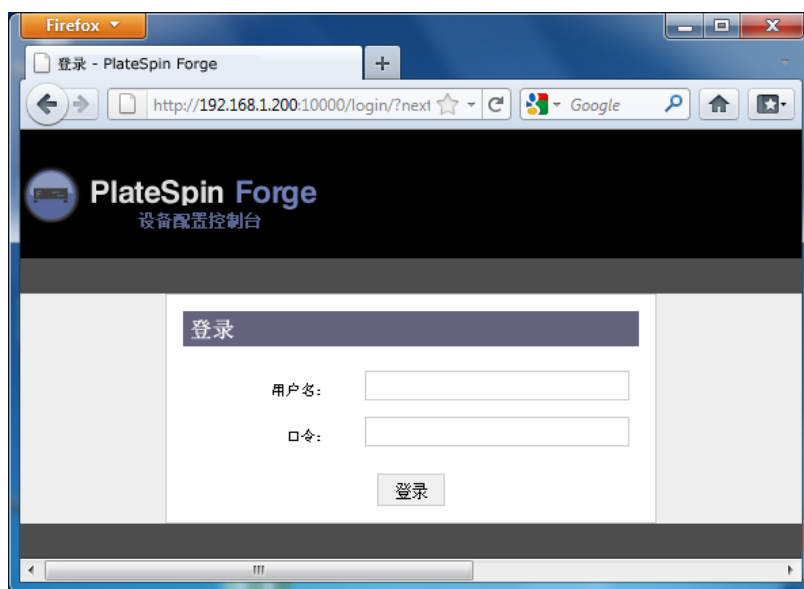 Firefox
登录 - PlateSpin Forge
http://192.168.1.200:10000/login/?next
Google
PlateSpin Forge
设备配置控制台
登录
用户名：
口令：
登录